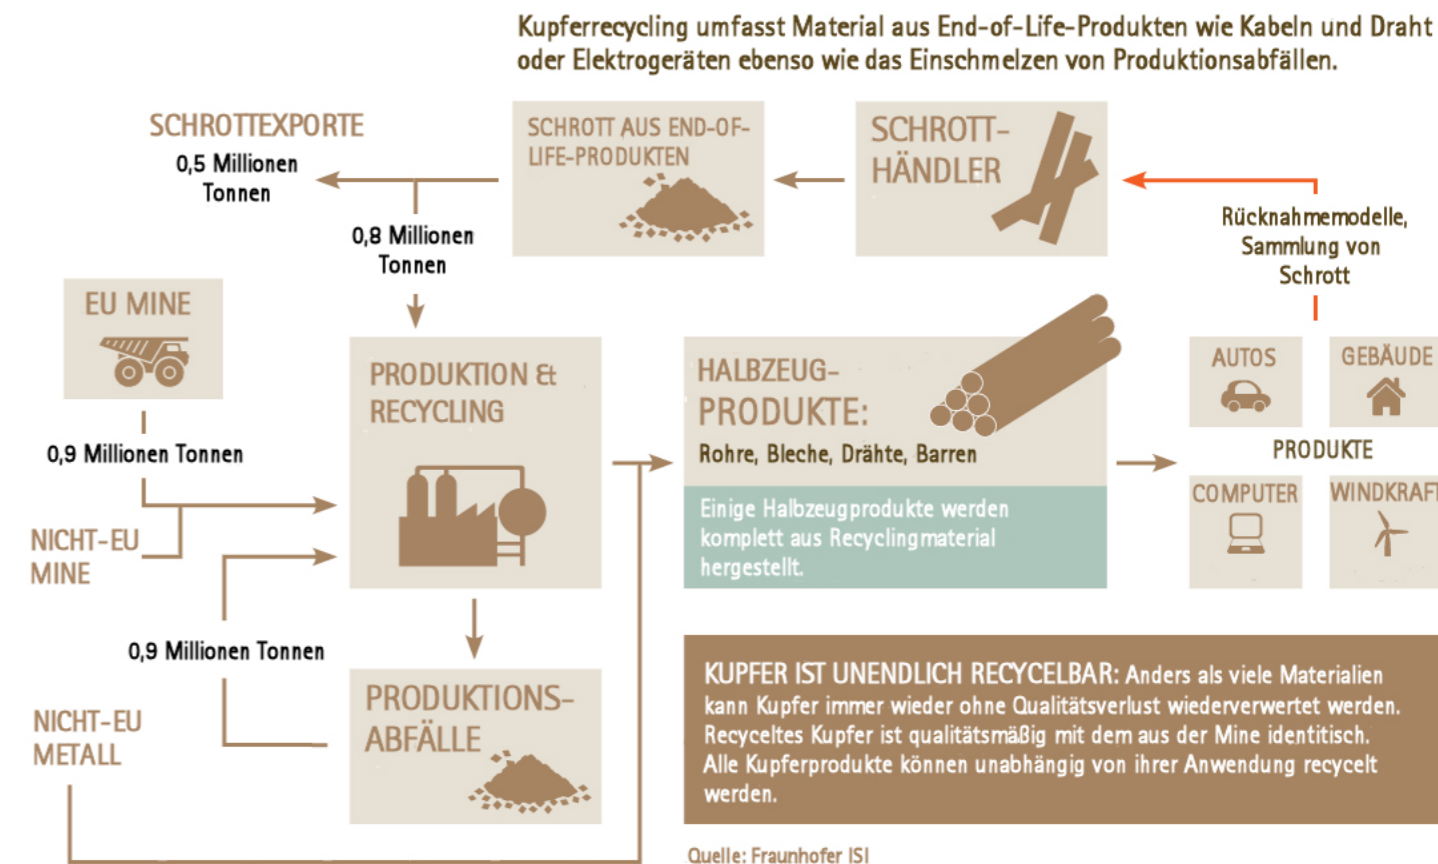 Kupferrecycling umfasst Material aus End-of-Life-Produkten wie Kabeln und Draht
oder Elektrogeräten ebenso wie das Einschmelzen von Produktionsabfällen.
SCHROTTEXPORTE
0,5 Millionen
Tonnen
SCHROTT AUS END-OF-
LIFE-PRODUKTEN
SCHROTT-
HÄNDLER
0,8 Millionen
Tonnen
Rücknahmemodelle,
Sammlung von
Schrott
EU MINE
0,9 Millionen Tonnen
NICHT-EU
MINE
PRODUKTION &
RECYCLING
HALBZEUG-
PRODUKTE:
Rohre, Bleche, Drähte, Barren
Einige Halbzeugprodukte werden
komplett aus Recyclingmaterial
hergestellt.
AUTOS
GEBÄUDE
PRODUKTE
COMPUTER
WINDKRAFT
0,9 Millionen Tonnen
NICHT-EU
METALL
PRODUKTIONS-
ABFÄLLE
KUPFER IST UNENDLICH RECYCELBAR: Anders als viele Materialien
kann Kupfer immer wieder ohne Qualitätsverlust wiederverwertet werden.
Recyceltes Kupfer ist qualitätsmäßig mit dem aus der Mine identitisch.
Alle Kupferprodukte können unabhängig von ihrer Anwendung recycelt
werden.
Quelle: Fraunhofer ISI